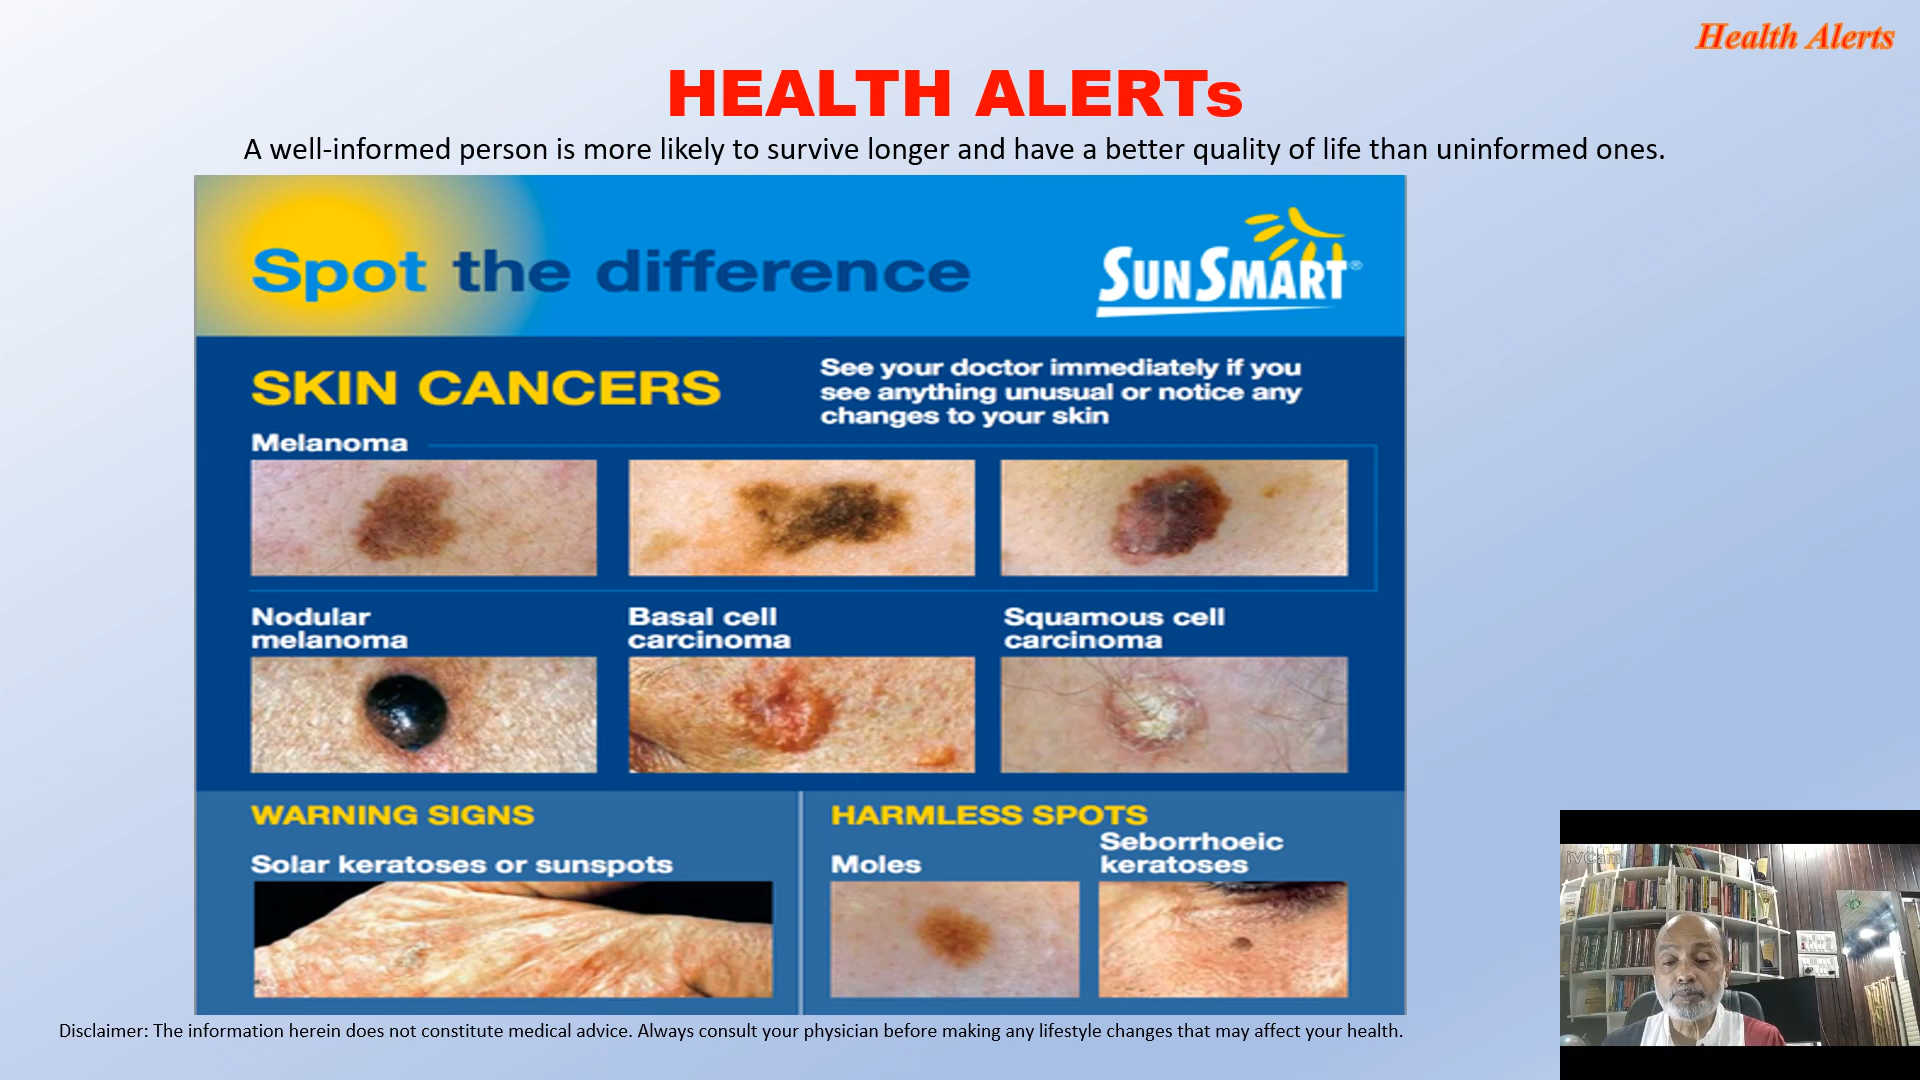 Health Alerts
HEALTH ALERTs
A well-informed person is more likely to survive longer and have a better quality of life than uninformed ones.
Spot the difference
SUNSMART®
SKIN CANCERS
See your doctor immediately if you
see anything unusual or notice any
changes to your skin
Melanoma
Nodular
melanoma
Basal cell
carcinoma
Squamous cell
carcinoma
WARNING SIGNS
Solar keratoses or sunspots
HARMLESS SPOTS
Moles
Seborrhoeic
keratoses
iVCam
Disclaimer: The information herein does not constitute medical advice. Always consult your physician before making any lifestyle changes that may affect your health.